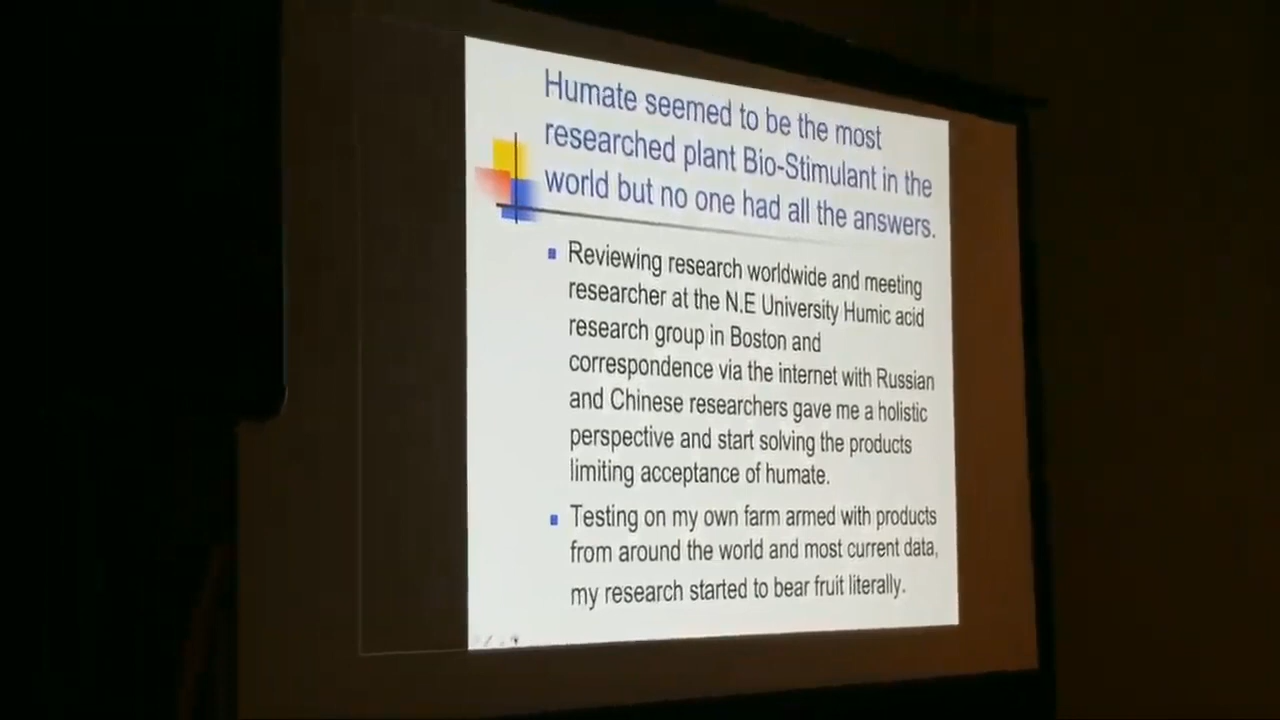 Humate seemed to be the most
researched plant Bio-Stimulant in the
world but no one had all the answers.
Reviewing research worldwide and meeting
researcher at the N.E University Humic acid
research group in Boston and
correspondence via the internet with Russian
and Chinese researchers gave me a holistic
perspective and start solving the products
limiting acceptance of humate.
Testing on my own farm armed with products
from around the world and most current data,
my research started to bear fruit literally.